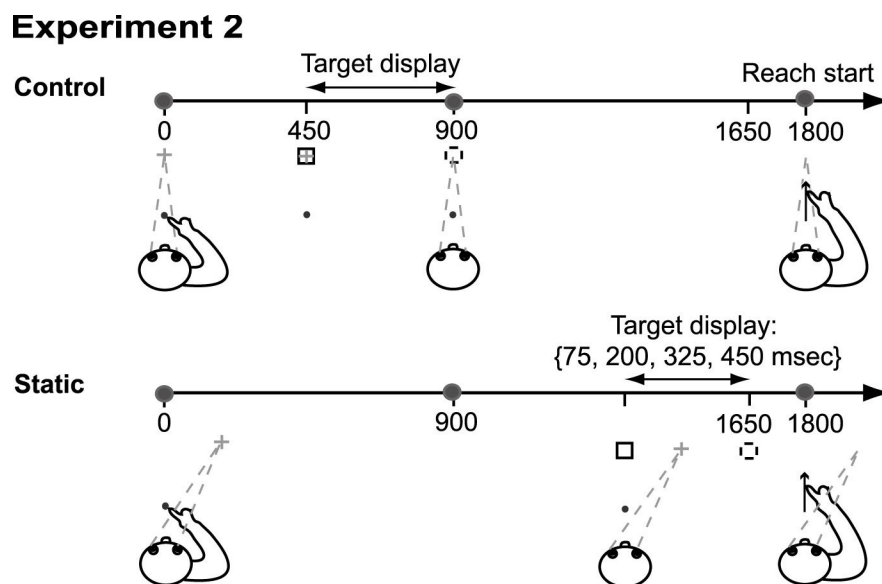 Experiment 2
Target display
Control
Reach start
0
450
900
1650 1800
Target display:
{75, 200, 325, 450 msec}
Static
0
900
1650 1800